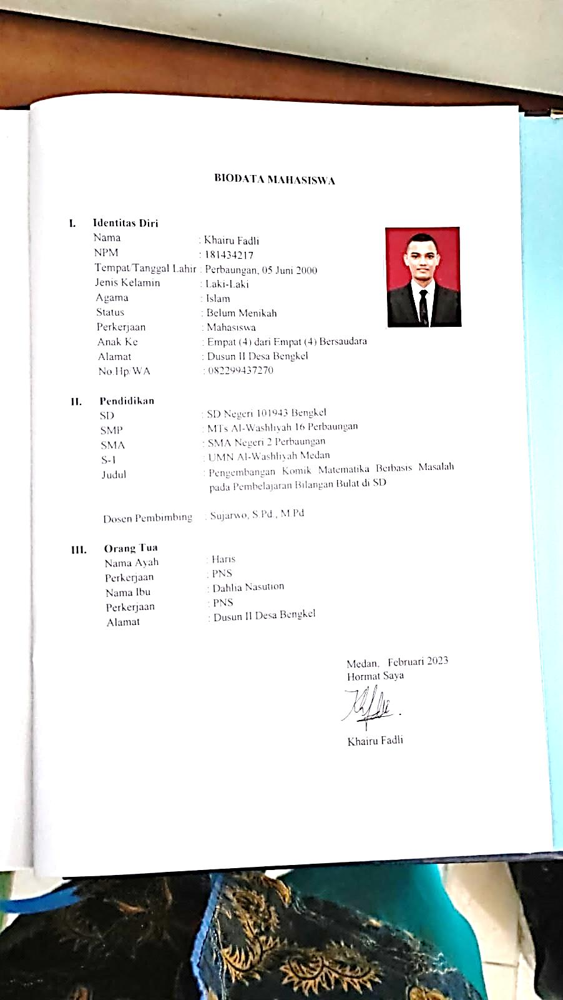 BIODATA MAHASISWA
I. Identitas Diri
Nama : Khairu Fadli
NPM : 181434217
Tempat/Tanggal Lahir : Perbaungan, 05 Juni 2000
Jenis Kelamin : Laki-Laki
Agama : Islam
Status : Belum Menikah
Perkerjaan : Mahasiswa
Anak Ke : Empat (4) dari Empat (4) Bersaudara
Alamat : Dusun II Desa Bengkel
No.Hp/WA : 082299437270
II. Pendidikan
SD : SD Negeri 101943 Bengkel
SMP : MTs Al-Washliyah 16 Perbaungan
SMA : SMA Negeri 2 Perbaungan
S-1 : UMN Al-Washliyah Medan
Judul : Pengembangan Komik Matematika Berbasis Masalah
pada Pembelajaran Bilangan Bulat di SD
Dosen Pembimbing : Sujarwo, S.Pd., M.Pd
III. Orang Tua
Nama Ayah : Haris
Perkerjaan : PNS
Nama Ibu : Dahlia Nasution
Perkerjaan : PNS
Alamat : Dusun II Desa Bengkel
Medan, Februari 2023
Hormat Saya
Khairu Fadli